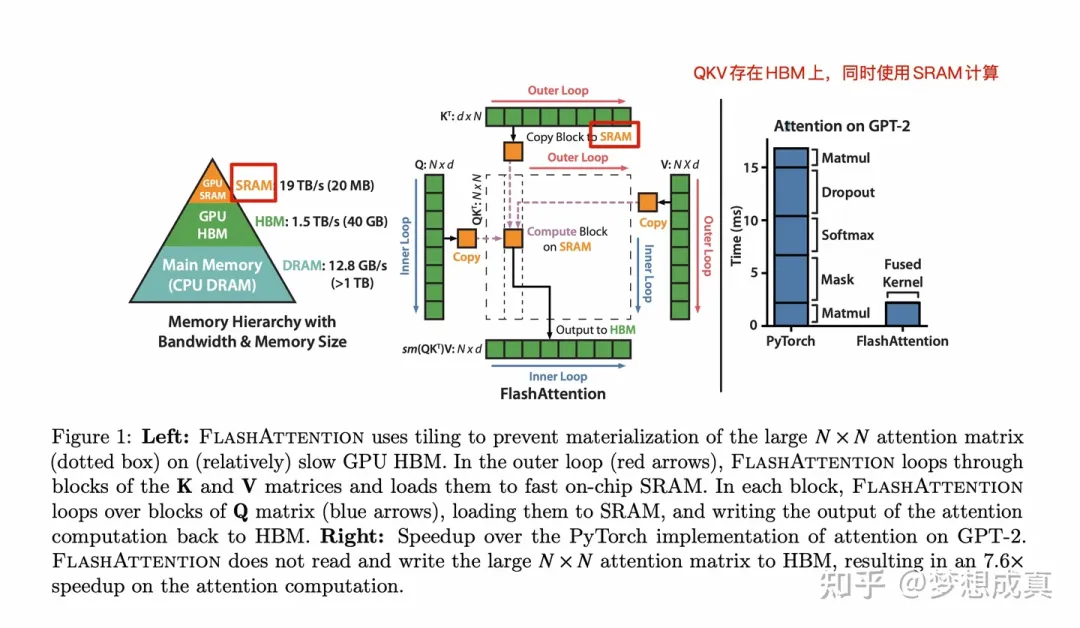 QKV存在HBM上，同时使用SRAM计算
GPU
SRAM
SRAM: 19 TB/s (20 MB)
GPU
HBM
HBM: 1.5 TB/s (40 GB)
Main Memory
(CPU DRAM)
DRAM: 12.8 GB/s
(>1 TB)
Memory Hierarchy with
Bandwidth & Memory Size
Outer Loop
Kᵀ: d x N
Copy Block to SRAM
Outer Loop
Q: N x d
V: N X d
QKᵀ: N x N
Inner Loop
Copy
Compute Block
on SRAM
Copy
Inner Loop
Outer Loop
Output to HBM
sm(QKᵀ)V: N x d
Inner Loop
FlashAttention
Attention on GPT-2
Time (ms)
15
10
5
0
Matmul
Dropout
Softmax
Mask
Matmul
Fused
Kernel
PyTorch
FlashAttention
Figure 1: Left: FLASHATTENTION uses tiling to prevent materialization of the large N × N attention matrix
(dotted box) on (relatively) slow GPU HBM. In the outer loop (red arrows), FLASHATTENTION loops through
blocks of the K and V matrices and loads them to fast on-chip SRAM. In each block, FLASHATTENTION
loops over blocks of Q matrix (blue arrows), loading them to SRAM, and writing the output of the attention
computation back to HBM. Right: Speedup over the PyTorch implementation of attention on GPT-2.
FLASHATTENTION does not read and write the large N × N attention matrix to HBM, resulting in an 7.6×
speedup on the attention computation.
知乎 @梦想成真